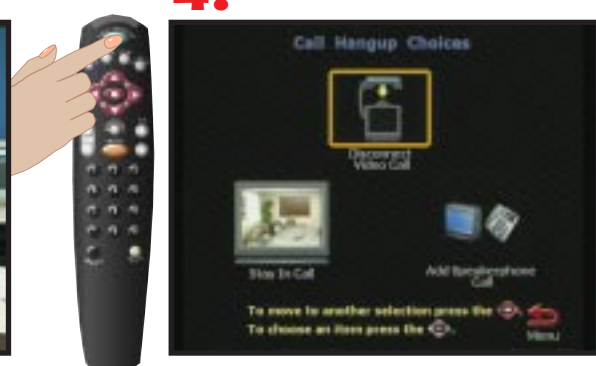 4.
Call Hangup Choices
Disconnect
Video Call
Stay In Call
Add Speakerphone
Call
To move to another selection press the
To choose an item press the .
Menu